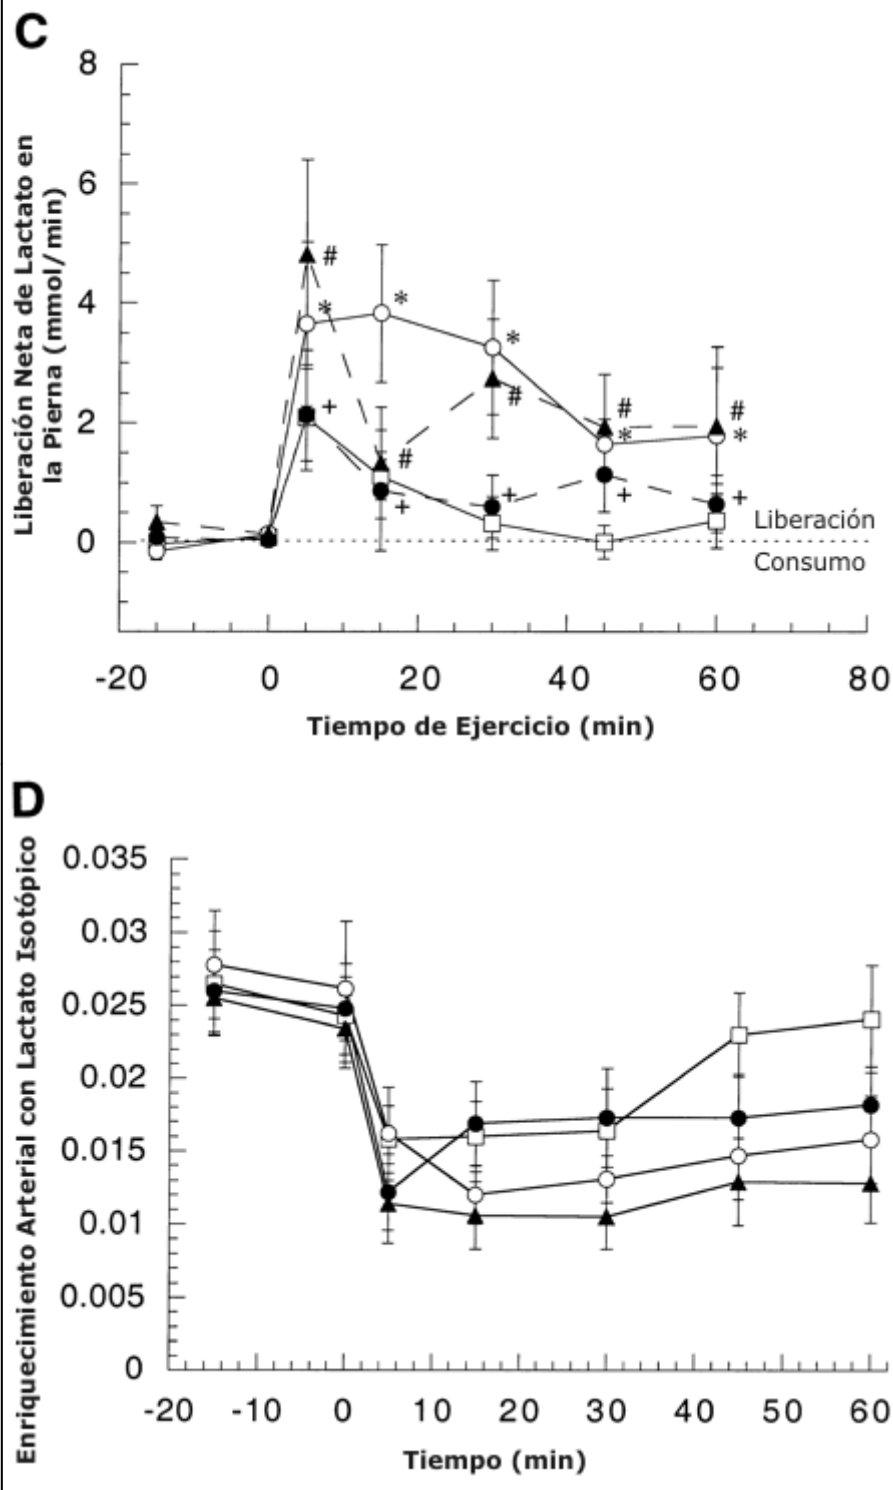 C
Liberación Neta de Lactato en
la Pierna (mmol/min)
8
6
4
2
0
#
*
*
*
#
#
#
*
#
*
+
+
+
+
+
Liberación
Consumo
-20 0 20 40 60 80
Tiempo de Ejercicio (min)
D
Enriquecimiento Arterial con Lactato Isotópico
0.035
0.03
0.025
0.02
0.015
0.01
0.005
0
-20 -10 0 10 20 30 40 50 60
Tiempo (min)